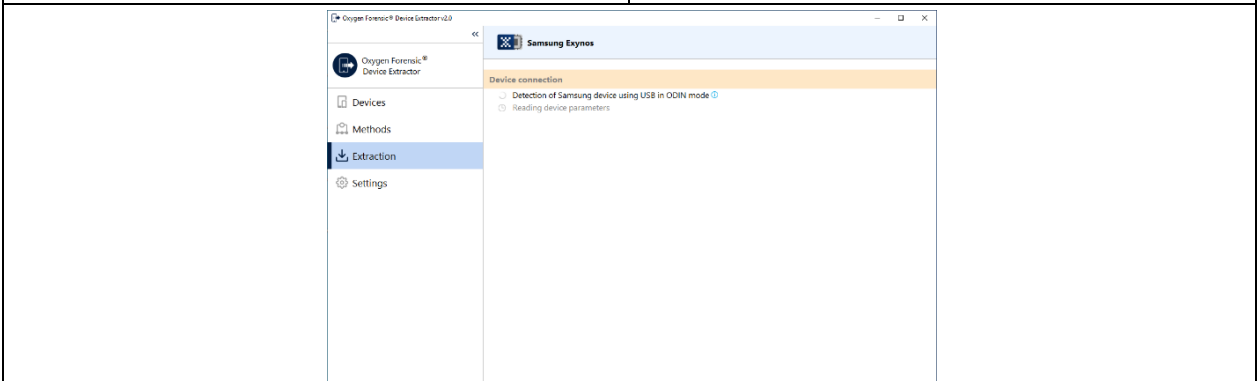 Oxygen Forensic® Device Extractor v2.0
«
Samsung Exynos
Oxygen Forensic®
Device Extractor
Device connection
Detection of Samsung device using USB in ODIN mode
Reading device parameters
Devices
Methods
Extraction
Settings